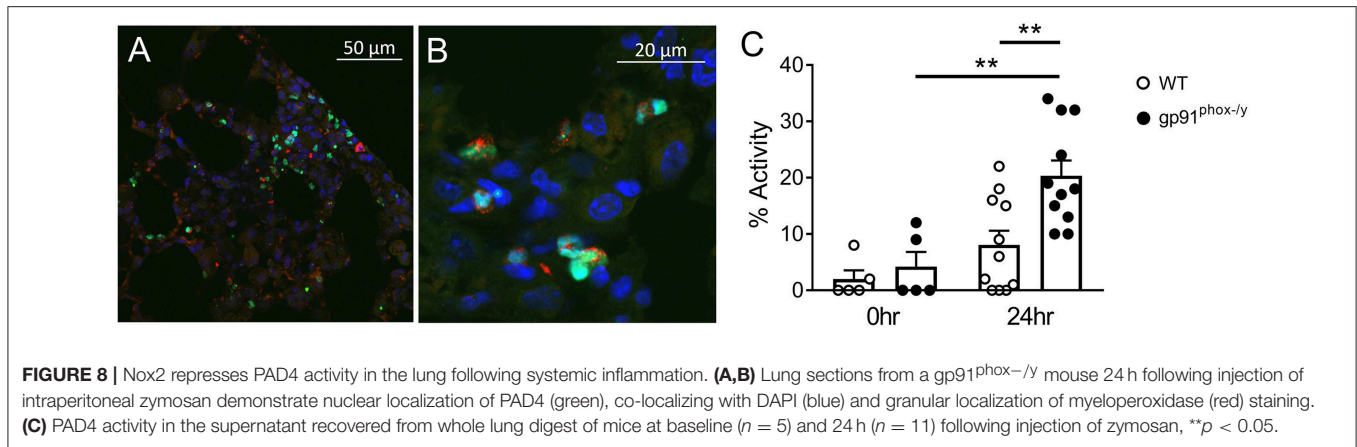 A
50 µm
B
20 µm
C
**
**
% Activity
40
30
20
10
0
0hr
24hr
WT
gp91phox-/y
FIGURE 8 | Nox2 represses PAD4 activity in the lung following systemic inflammation. (A,B) Lung sections from a gp91phox−/y mouse 24 h following injection of
intraperitoneal zymosan demonstrate nuclear localization of PAD4 (green), co-localizing with DAPI (blue) and granular localization of myeloperoxidase (red) staining.
(C) PAD4 activity in the supernatant recovered from whole lung digest of mice at baseline (n = 5) and 24 h (n = 11) following injection of zymosan, **p < 0.05.